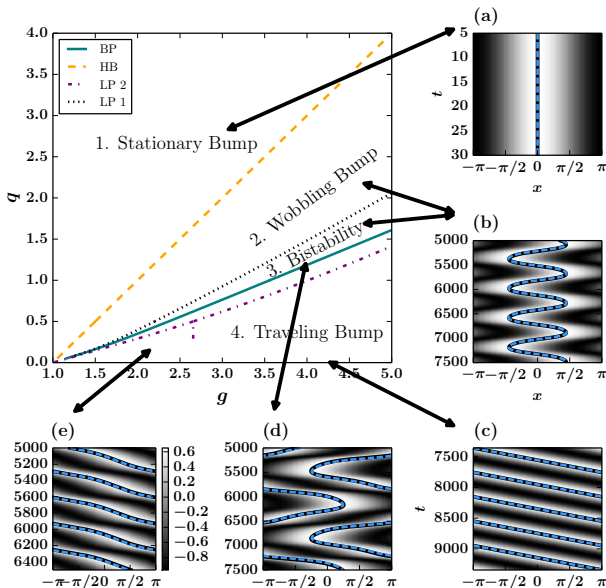 (a)
4.0
3.5
3.0
2.5
2.0
1.5
1.0
0.5
0.0
q
BP
HB
LP 2
LP 1
1. Stationary Bump
2. Wobbling Bump
3. Bistability
4. Traveling Bump
1.0 1.5 2.0 2.5 3.0 3.5 4.0 4.5 5.0
g
5
10
15
20
25
30
t
−π −π/2 0 π/2 π
x
(b)
5000
5500
6000
6500
7000
7500
−π −π/2 0 π/2 π
x
(e)
5000
5200
5400
5600
5800
6000
6200
6400
−π −π/2 0 π/2 π
0.6
0.4
0.2
0.0
−0.2
−0.4
−0.6
−0.8
(d)
5000
5500
6000
6500
7000
7500
−π −π/2 0 π/2 π
(c)
7500
8000
8500
9000
t
−π −π/2 0 π/2 π